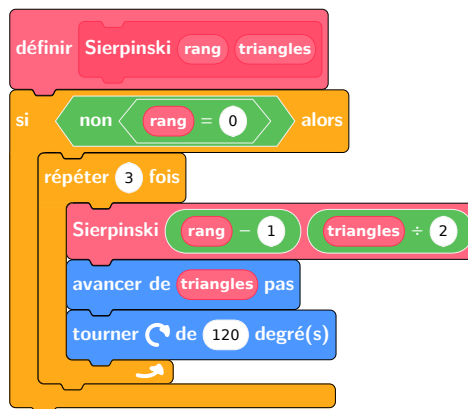 définir Sierpinski rang triangles
si non rang = 0 alors
répéter 3 fois
Sierpinski rang − 1 triangles ÷ 2
avancer de triangles pas
tourner de 120 degré(s)